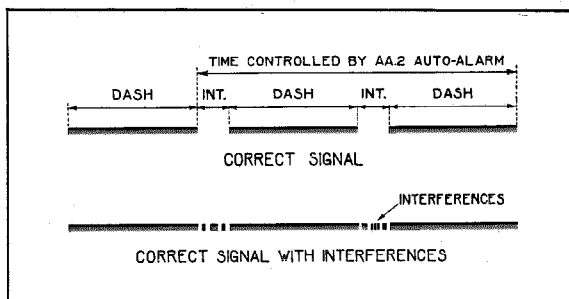 TIME CONTROLLED BY AA.2 AUTO-ALARM
DASH INT. DASH INT. DASH
CORRECT SIGNAL
INTERFERENCES
CORRECT SIGNAL WITH INTERFERENCES